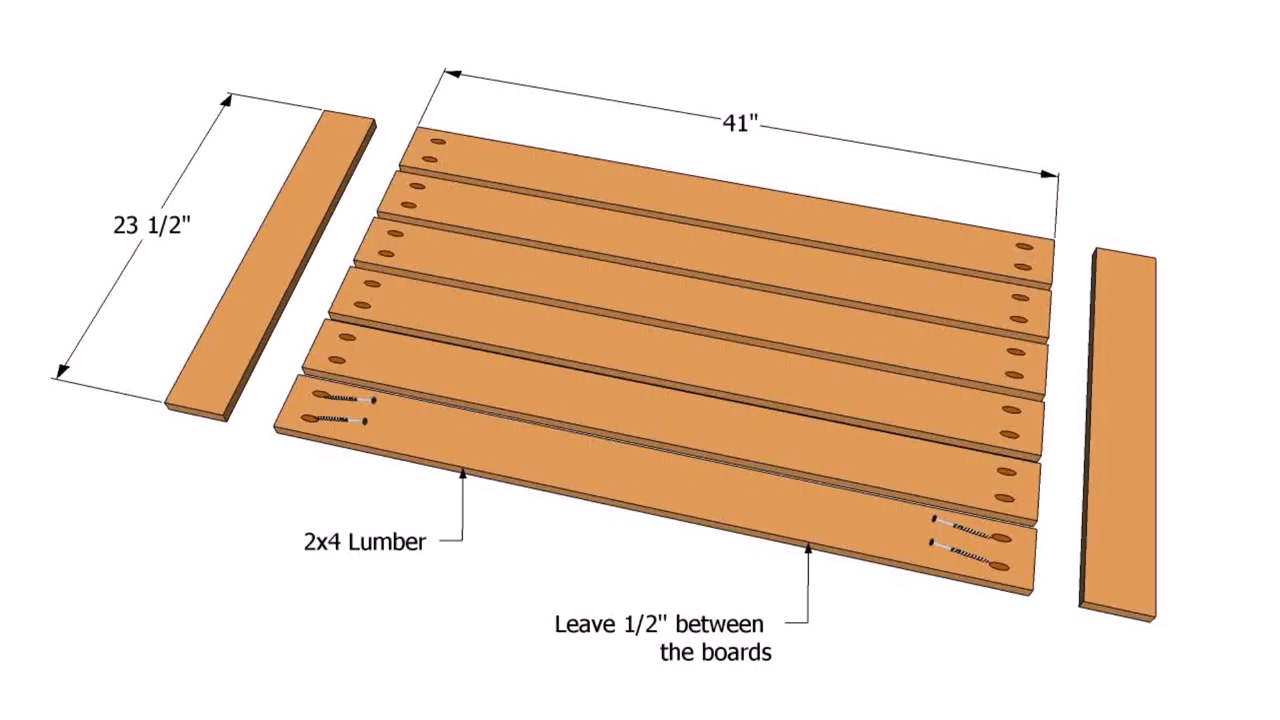 41"
23 1/2"
2x4 Lumber
Leave 1/2" between
the boards